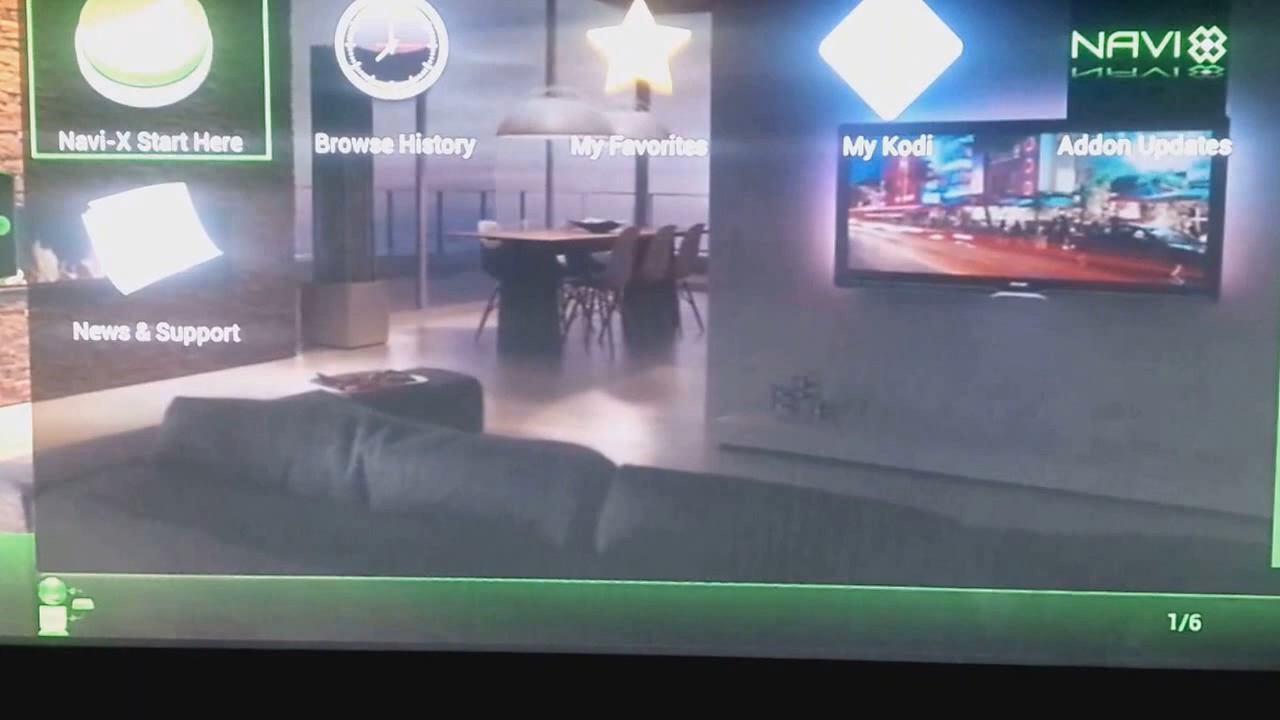 NAVI
Navi-X Start Here
Browse History
My Favorites
My Kodi
Addon Updates
News & Support
1/6